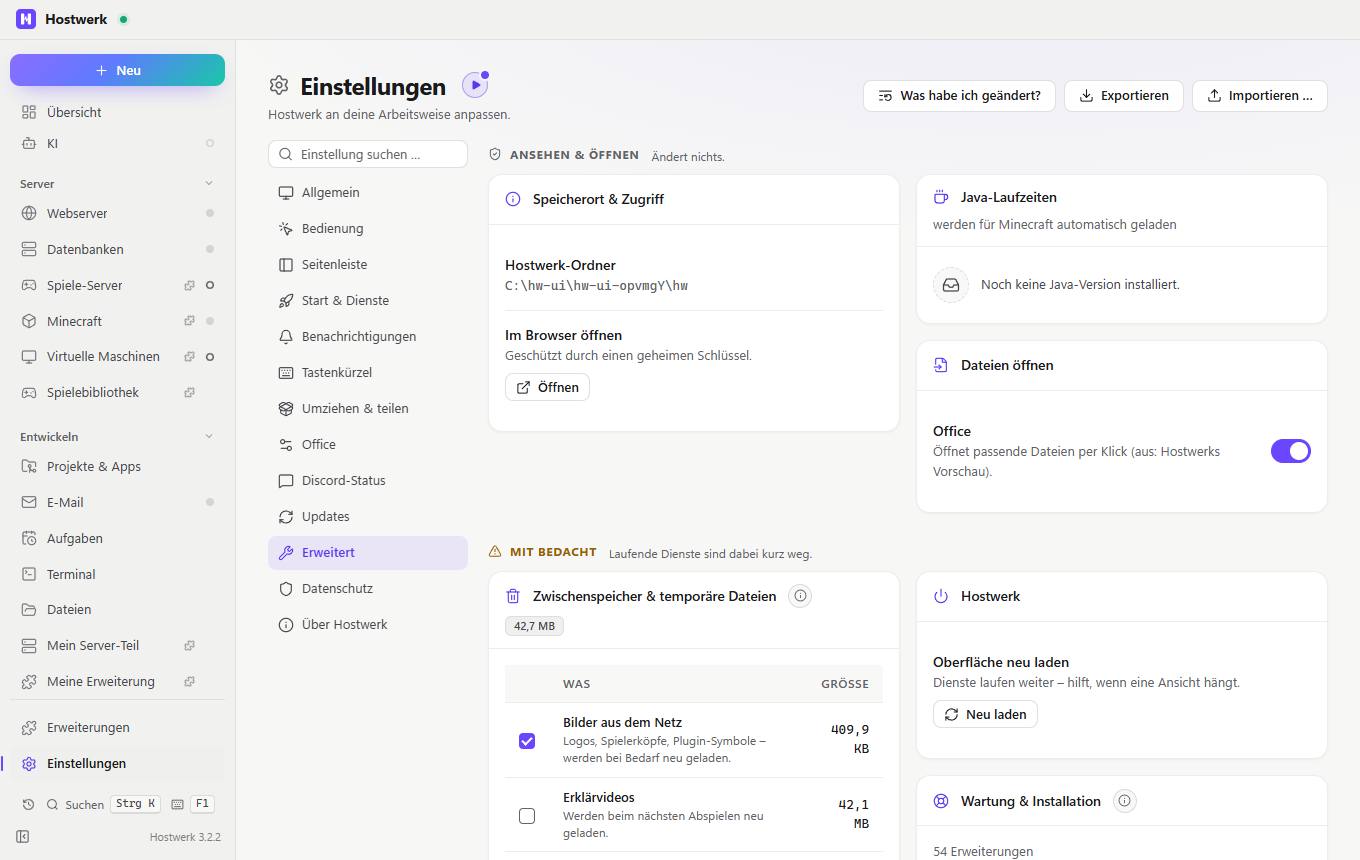 Hostwerk
Neu
Übersicht
KI
Server
Webserver
Datenbanken
Spiele-Server
Minecraft
Virtuelle Maschinen
Spielebibliothek
Entwickeln
Projekte & Apps
E-Mail
Aufgaben
Terminal
Dateien
Mein Server-Teil
Meine Erweiterung
Erweiterungen
Einstellungen
Suchen Strg K F1
Hostwerk 3.2.2
Einstellungen
Hostwerk an deine Arbeitsweise anpassen.
Was habe ich geändert?
Exportieren
Importieren ...
Einstellung suchen ...
Allgemein
Bedienung
Seitenleiste
Start & Dienste
Benachrichtigungen
Tastenkürzel
Umziehen & teilen
Office
Discord-Status
Updates
Erweitert
Datenschutz
Über Hostwerk
ANSEHEN & ÖFFNEN Ändert nichts.
Speicherort & Zugriff
Hostwerk-Ordner
C:\hw-ui\hw-ui-opvmgY\hw
Im Browser öffnen
Geschützt durch einen geheimen Schlüssel.
Öffnen
Java-Laufzeiten
werden für Minecraft automatisch geladen
Noch keine Java-Version installiert.
Dateien öffnen
Office
Öffnet passende Dateien per Klick (aus: Hostwerks
Vorschau).
MIT BEDACHT Laufende Dienste sind dabei kurz weg.
Zwischenspeicher & temporäre Dateien
42,7 MB
WAS GRÖSSE
Bilder aus dem Netz
Logos, Spielerköpfe, Plugin-Symbole –
werden bei Bedarf neu geladen.
409,9
KB
Erklärvideos
Werden beim nächsten Abspielen neu
geladen.
42,1
MB
Hostwerk
Oberfläche neu laden
Dienste laufen weiter – hilft, wenn eine Ansicht hängt.
Neu laden
Wartung & Installation
54 Erweiterungen